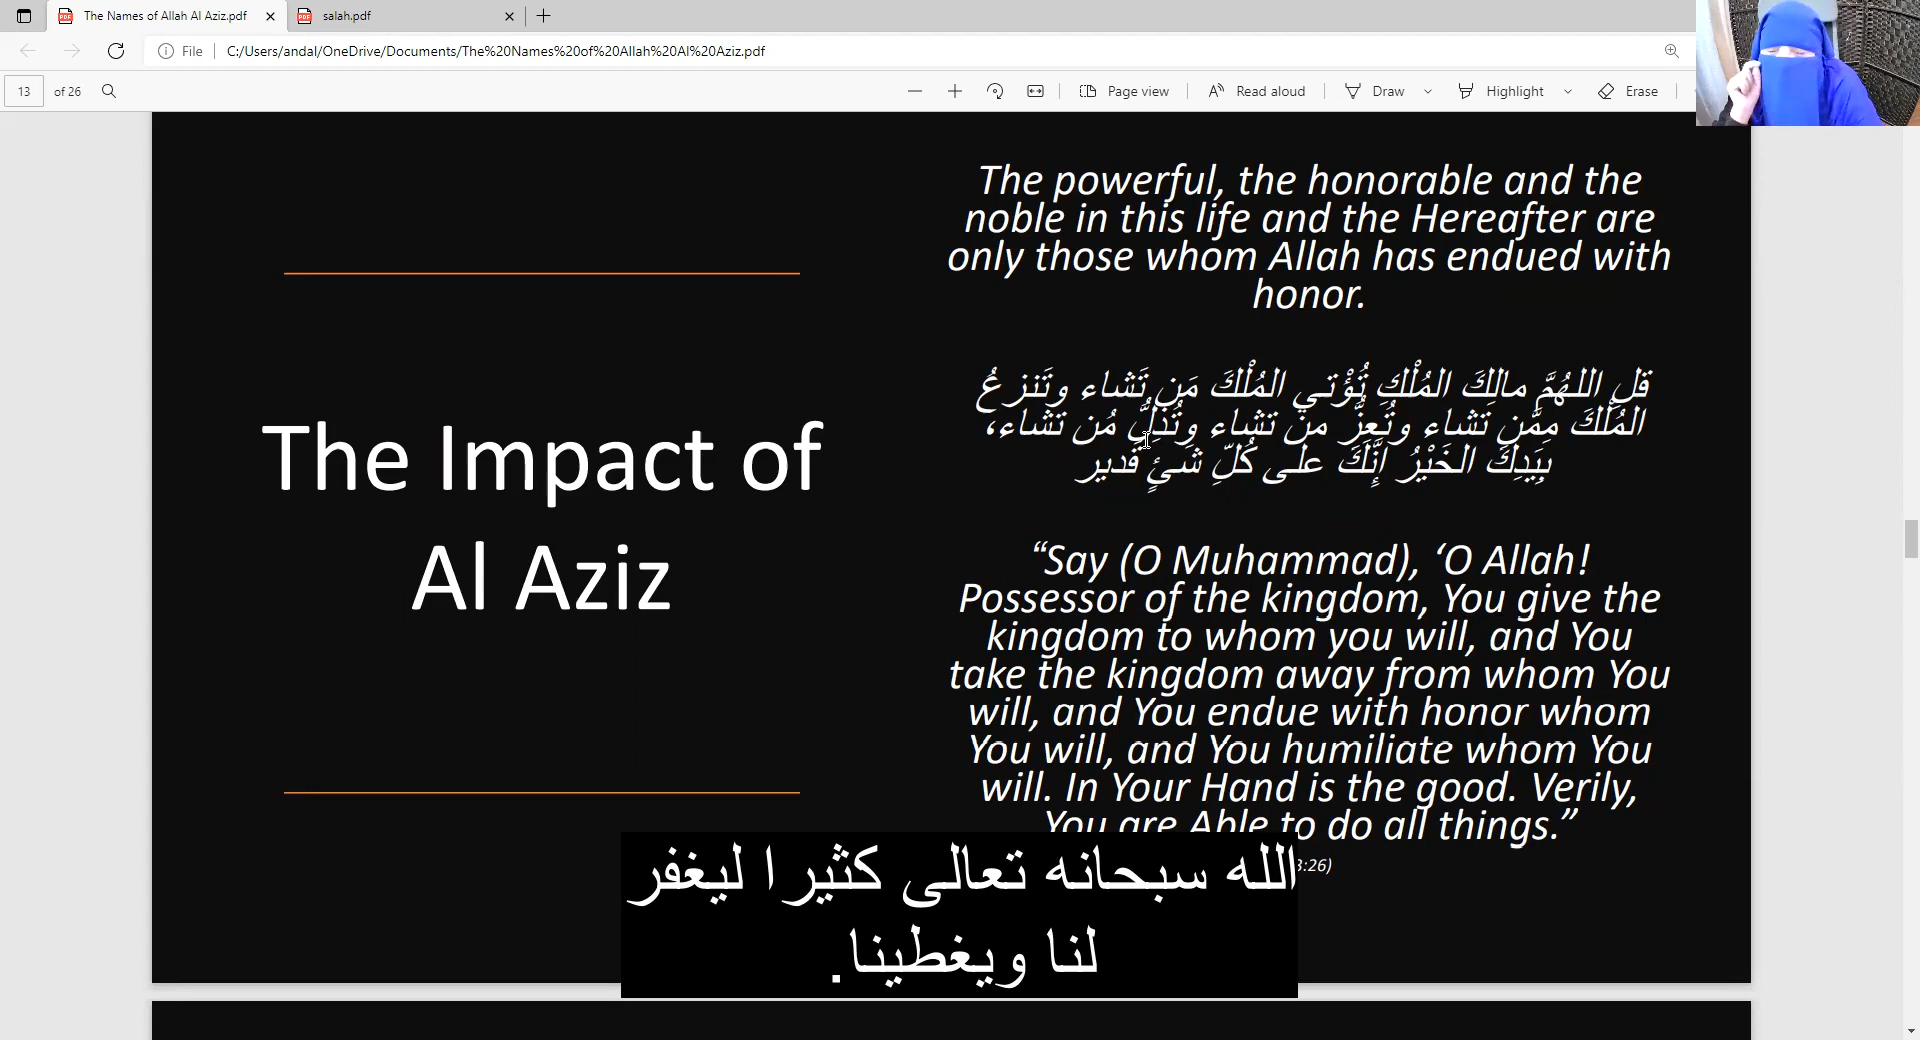 The Names of Allah Al Aziz.pdf
salah.pdf
File
C:/Users/andal/OneDrive/Documents/The%20Names%20of%20Allah%20Al%20Aziz.pdf
13 of 26
Page view
Read aloud
Draw
Highlight
Erase
The Impact of
Al Aziz
The powerful, the honorable and the
noble in this life and the Hereafter are
only those whom Allah has endued with
honor.
قلِ اللهُمَّ مالِكَ المُلْكِ تُؤْتي المُلْكَ مَن تَشاء وتَنزعُ
المُلْكَ مِمَّن تَشاء وتُعِزُّ من تشاء وتُذِلُّ مُن تشاء،
بِيَدِكَ الخَيْرُ إنَّكَ على كُلِّ شَئٍ قدير
“Say (O Muhammad), ‘O Allah!
Possessor of the kingdom, You give the
kingdom to whom you will, and You
take the kingdom away from whom You
will, and You endue with honor whom
You will, and You humiliate whom You
will. In Your Hand is the good. Verily,
You are Able to do all things.”
3:26)
الله سبحانه تعالى كثيرا ليغفر
لنا ويغطينا.